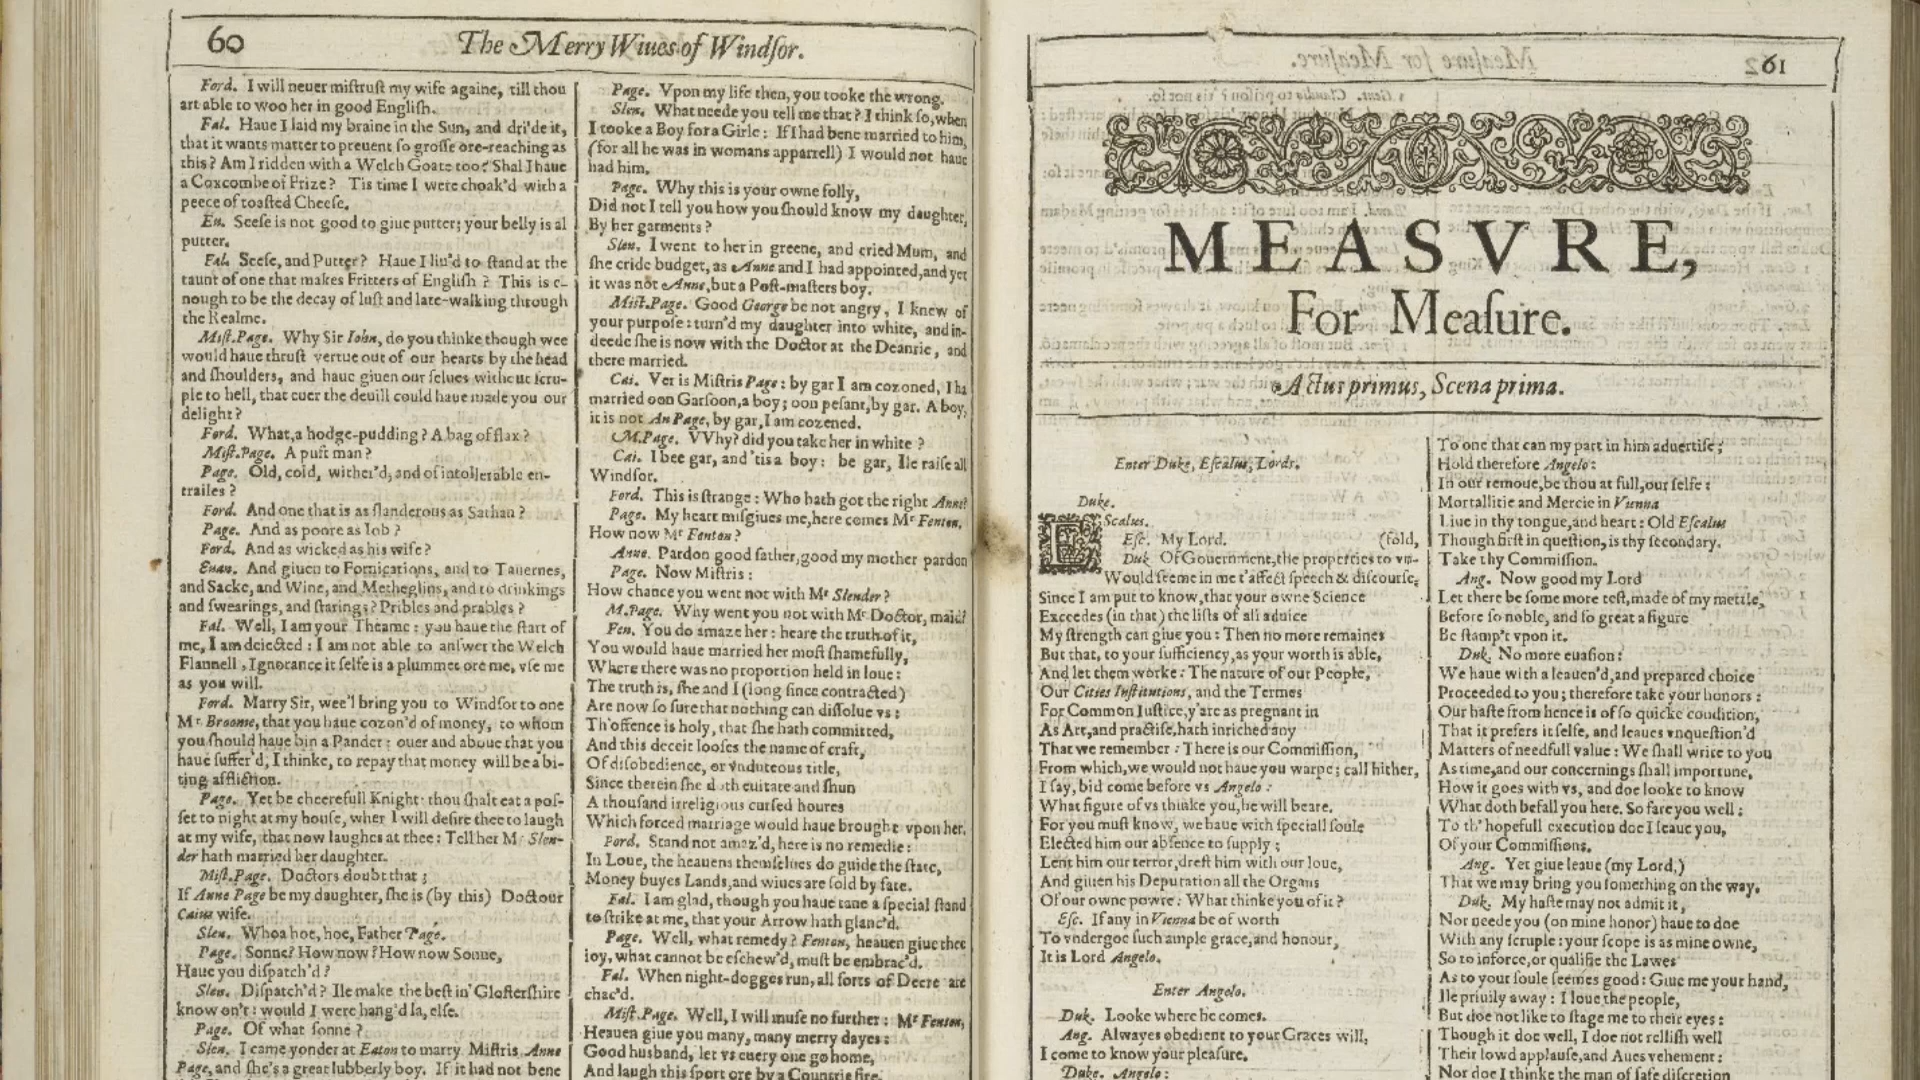 60
The Merry Wiues of Windſor.
Ford. I will neuer miſtruſt my wife againe, till thou
art able to woo her in good Engliſh.
Fal. Haue I laid my braine in the Sun, and dri'de it,
that it wants matter to preuent ſo groſſe ore-reaching as
this? Am I ridden with a Welch Goate too? Shal I haue
a Coxcombe of Frize? Tis time I were choak'd with a
peece of toaſted Cheeſe.
Eu. Seeſe is not good to giue putter; your belly is al
putter.
Fal. Seeſe, and Putter? Haue I liu'd to ſtand at the
taunt of one that makes Fritters of Engliſh? This is e-
nough to be the decay of luſt and late-walking through
the Realme.
Miſt.Page. Why Sir Iohn, do you thinke though wee
would haue thruſt vertue out of our hearts by the head
and ſhoulders, and haue giuen our ſelues without ſcru-
ple to hell, that euer the deuill could haue made you our
delight?
Ford. What, a hodge-pudding? A bag of flax?
Miſt.Page. A puft man?
Page. Old, cold, wither'd, and of intollerable en-
trailes?
Ford. And one that is as ſlanderous as Sathan?
Page. And as poore as Iob?
Ford. And as wicked as his wife?
Euan. And giuen to Fornications, and to Tauernes,
and Sacke, and Wine, and Metheglins, and to drinkings
and ſwearings, and ſtarings? Pribles and prables?
Fal. Well, I am your Theame: you haue the ſtart of
me, I am deiected: I am not able to anſwer the Welch
Flannell, Ignorance it ſelfe is a plummet ore me, vſe me
as you will.
Ford. Marry Sir, wee'l bring you to Windſor to one
Mr. Broome, that you haue cozon'd of money, to whom
you ſhould haue bin a Pander: ouer and aboue that you
haue ſuffer'd, I thinke, to repay that money will be a bi-
ting affliction.
Page. Yet be cheerefull Knight: thou ſhalt eat a poſ-
ſet to night at my houſe, wher I will deſire thee to laugh
at my wife, that now laughes at thee: Tell her Mr Slen-
der hath married her daughter.
Miſt.Page. Doctors doubt that;
If Anne Page be my daughter, ſhe is (by this) Doctour
Caius wife.
Slen. Whoa hoe, hoe, Father Page.
Page. Sonne? How now? How now Sonne,
Haue you diſpatch'd?
Slen. Diſpatch'd? Ile make the beſt in Gloſterſhire
know on't: would I were hang'd la, elſe.
Page. Of what ſonne?
Slen. I came yonder at Eaton to marry Miſtris Anne
Page, and ſhe's a great lubberly boy. If it had not bene
Page. Vpon my life then, you tooke the wrong.
Slen. What neede you tell me that? I think ſo, when
I tooke a Boy for a Girle: If I had bene married to him,
(for all he was in womans apparrell) I would not haue
had him.
Page. Why this is your owne folly,
Did not I tell you how you ſhould know my daughter,
By her garments?
Slen. I went to her in greene, and cried Mum, and
ſhe cride budget, as Anne and I had appointed, and yet
it was not Anne, but a Poſt-maſters boy.
Miſt.Page. Good George be not angry, I knew of
your purpoſe: turn'd my daughter into white, and in-
deede ſhe is now with the Doctor at the Deanrie, and
there married.
Cai. Ver is Miſtris Page: by gar I am cozoned, I ha
married oon Garſoon, a boy; oon peſant, by gar. A boy,
it is not An Page, by gar, I am cozened.
M.Page. VVhy? did you take her in white?
Cai. I bee gar, and 'tis a boy: be gar, Ile raiſe all
Windſor.
Ford. This is ſtrange: Who hath got the right Anne?
Page. My heart miſgiues me, here comes Mr Fenton.
How now Mr Fenton?
Anne. Pardon good father, good my mother pardon
Page. Now Miſtris:
How chance you went not with Mr Slender?
M.Page. Why went you not with Mr Doctor, maid?
Fen. You do amaze her: heare the truth of it,
You would haue married her moſt ſhamefully,
Where there was no proportion held in loue:
The truth is, ſhe and I (long ſince contracted)
Are now ſo ſure that nothing can diſſolue vs:
Th'offence is holy, that ſhe hath committed,
And this deceit looſes the name of craft,
Of diſobedience, or vnduteous title,
Since therein ſhe doth euitate and ſhun
A thouſand irreligious curſed houres
Which forced marriage would haue brought vpon her.
Ford. Stand not amaz'd, here is no remedie:
In Loue, the heauens themſelues do guide the ſtate,
Money buyes Lands, and wiues are ſold by fate.
Fal. I am glad, though you haue tane a ſpecial ſtand
to ſtrike at me, that your Arrow hath glanc'd.
Page. Well, what remedy? Fenton, heauen giue thee
ioy, what cannot be eſchew'd, muſt be embrac'd.
Fal. When night-dogges run, all ſorts of Deere are
chac'd.
Miſt.Page. Well, I will muſe no further: Mr Fenton,
Heauen giue you many, many merry dayes:
Good husband, let vs euery one go home,
And laugh this ſport ore by a Countrie fire.
61
MEASVRE,
For Meaſure.
Actus primus, Scena prima.
Enter Duke, Eſcalus, Lords.
Duke.
EScalus.
Eſc. My Lord. (fold,
Duk. Of Gouernment, the properties to vn-
Would ſeeme in me t'affect ſpeech & diſcourſe,
Since I am put to know, that your owne Science
Exceedes (in that) the liſts of all aduice
My ſtrength can giue you: Then no more remaines
But that, to your ſufficiency, as your worth is able,
And let them worke: The nature of our People,
Our Cities Inſtitutions, and the Termes
For Common Iuſtice, y'are as pregnant in
As Art, and practiſe, hath inriched any
That we remember: There is our Commiſſion,
From which, we would not haue you warpe; call hither,
I ſay, bid come before vs Angelo:
What figure of vs thinke you, he will beare.
For you muſt know, we haue with ſpeciall ſoule
Elected him our abſence to ſupply;
Lent him our terror, dreſt him with our loue,
And giuen his Deputation all the Organs
Of our owne powre: What thinke you of it?
Eſc. If any in Vienna be of worth
To vndergoe ſuch ample grace, and honour,
It is Lord Angelo.
Enter Angelo.
Duk. Looke where he comes.
Ang. Alwayes obedient to your Graces will,
I come to know your pleaſure.
Duke. Angelo:
To one that can my part in him aduertiſe;
Hold therefore Angelo:
In our remoue, be thou at full, our ſelfe:
Mortallitie and Mercie in Vienna
Liue in thy tongue, and heart: Old Eſcalus
Though firſt in queſtion, is thy ſecondary.
Take thy Commiſſion.
Ang. Now good my Lord
Let there be ſome more teſt, made of my mettle,
Before ſo noble, and ſo great a figure
Be ſtamp't vpon it.
Duk. No more euaſion:
We haue with a leauen'd, and prepared choice
Proceeded to you; therefore take your honors:
Our haſte from hence is of ſo quicke condition,
That it prefers it ſelfe, and leaues vnqueſtion'd
Matters of needfull value: We ſhall write to you
As time, and our concernings ſhall importune,
How it goes with vs, and doe looke to know
What doth befall you here. So fare you well:
To th' hopefull execution doe I leaue you,
Of your Commiſſions.
Ang. Yet giue leaue (my Lord,)
That we may bring you ſomething on the way.
Duk. My haſte may not admit it,
Nor neede you (on mine honor) haue to doe
With any ſcruple: your ſcope is as mine owne,
So to inforce, or qualifie the Lawes
As to your ſoule ſeemes good: Giue me your hand,
Ile priuily away: I loue the people,
But doe not like to ſtage me to their eyes:
Though it doe well, I doe not relliſh well
Their lowd applauſe, and Aues vehement:
Nor doe I thinke the man of ſafe diſcretion